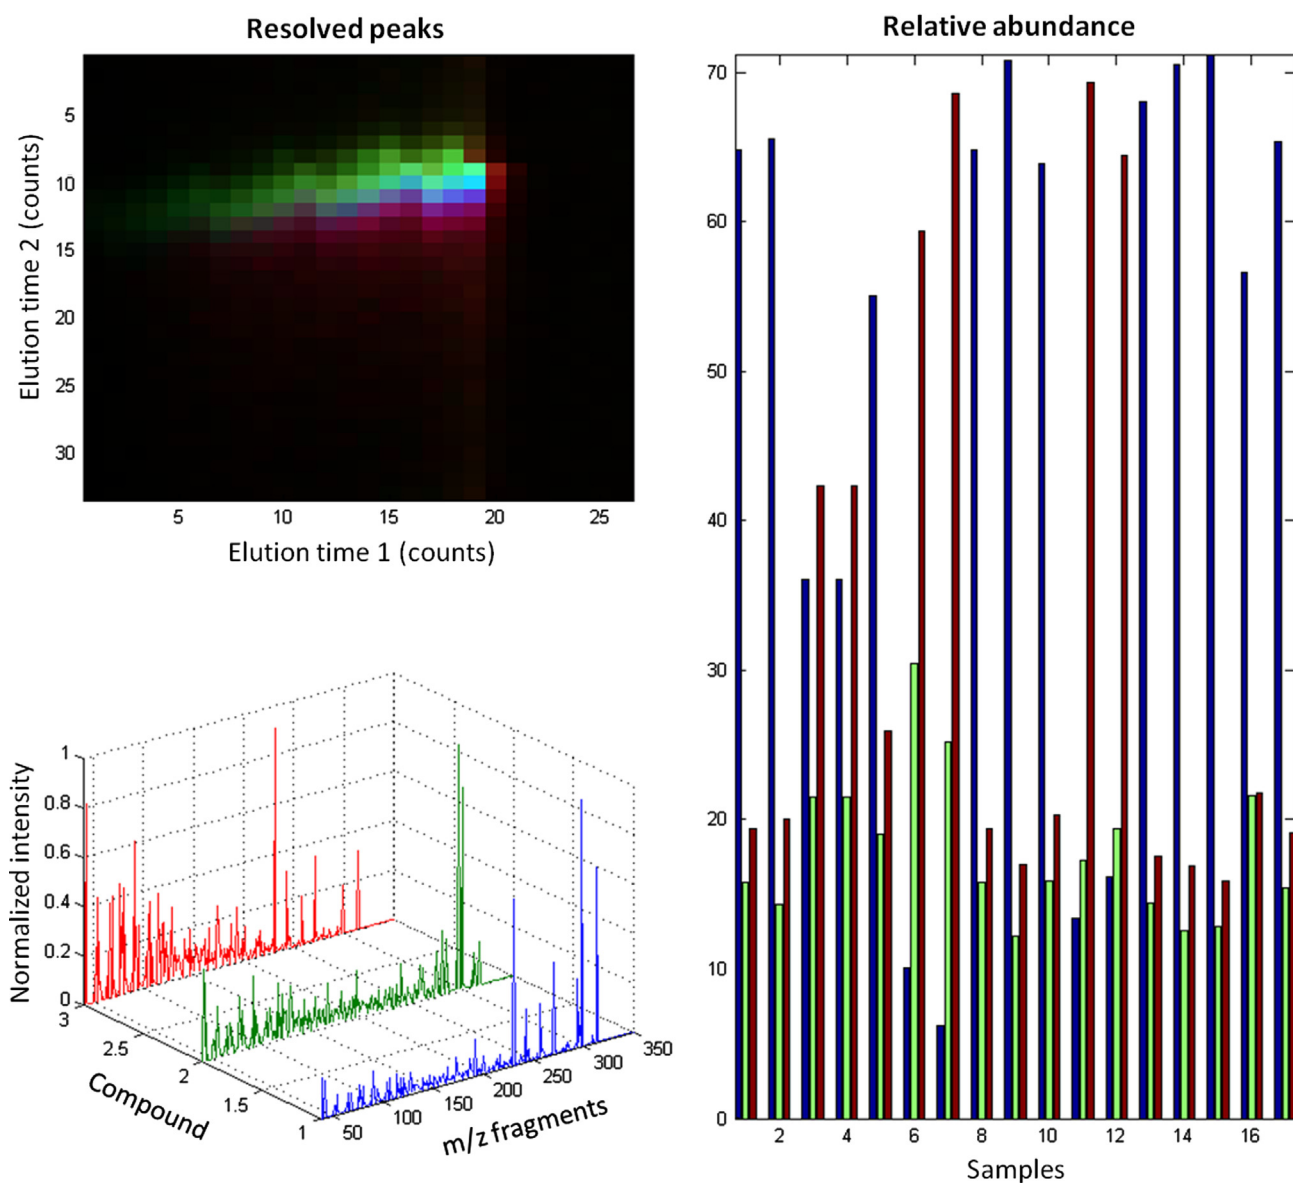 Resolved peaks
Elution time 2 (counts)
5
10
15
20
25
30
5 10 15 20 25
Elution time 1 (counts)
Normalized intensity
1
0.8
0.6
0.4
0.2
0
3
2.5
2
1.5
1
Compound
50 100 150 200 250 300 350
m/z fragments
Relative abundance
70
60
50
40
30
20
10
0
2 4 6 8 10 12 14 16
Samples